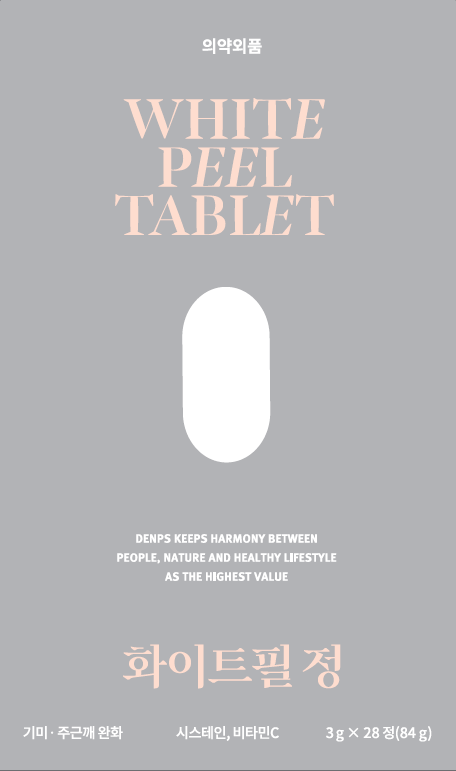 의약외품
WHITE
PEEL
TABLET
DENPS KEEPS HARMONY BETWEEN
PEOPLE, NATURE AND HEALTHY LIFESTYLE
AS THE HIGHEST VALUE
화이트필 정
기미 · 주근깨 완화 시스테인, 비타민C 3 g × 28 정(84 g)